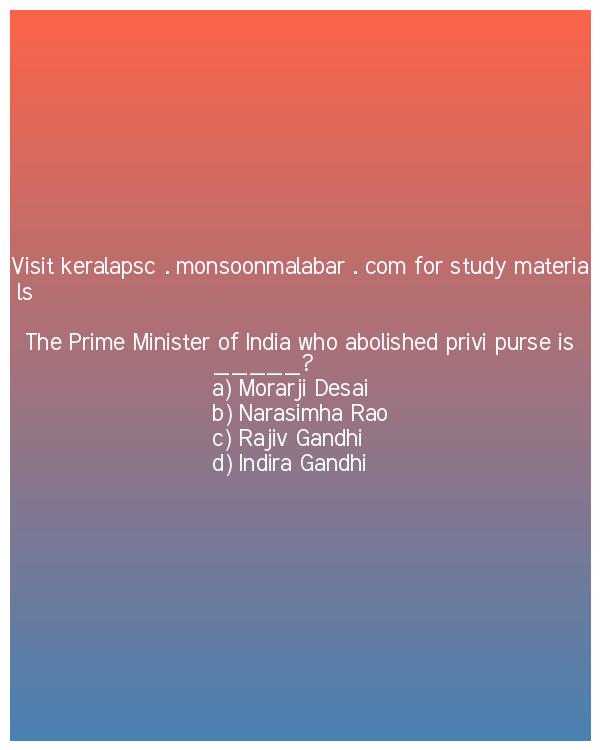 Visit keralapsc . monsoonmalabar . com for study materia
ls
The Prime Minister of India who abolished privi purse is
_____?
a) Morarji Desai
b) Narasimha Rao
c) Rajiv Gandhi
d) Indira Gandhi